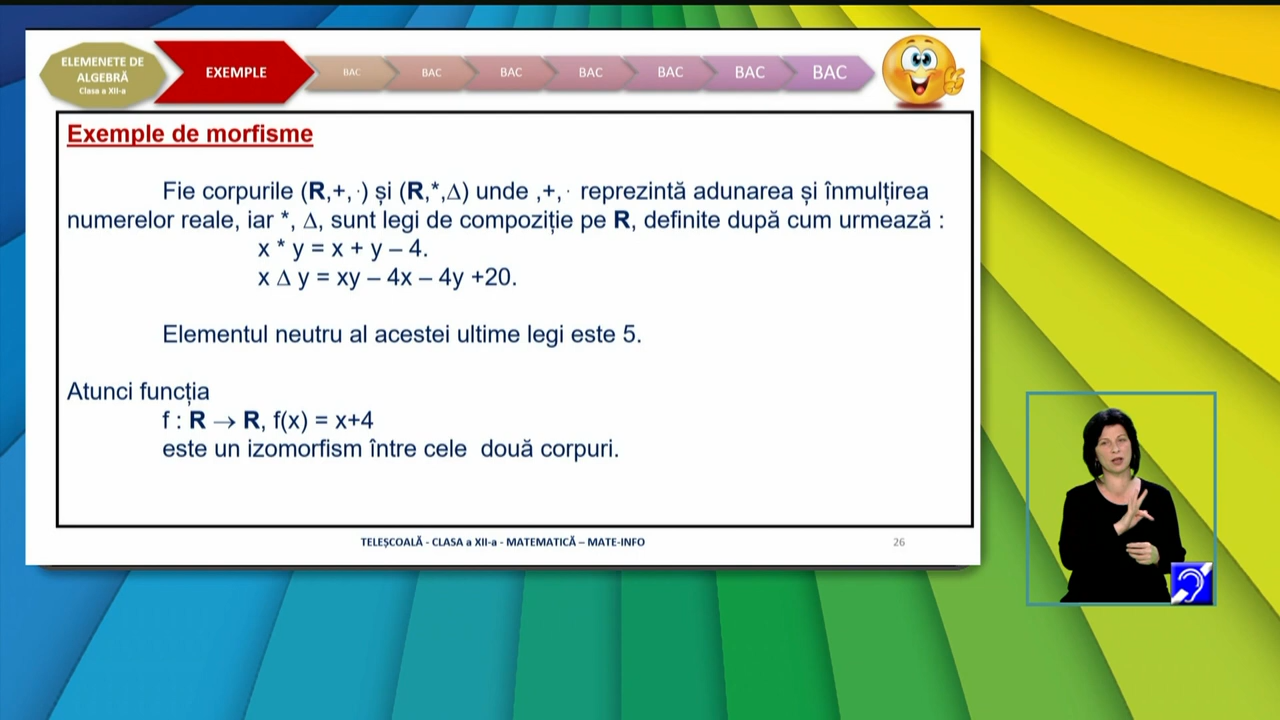 ELEMENETE DE
ALGEBRĂ
Clasa a XII-a
EXEMPLE
BAC
BAC
BAC
BAC
BAC
BAC
BAC
Exemple de morfisme
Fie corpurile (R,+, ·) și (R,*,∆) unde ,+, · reprezintă adunarea și înmulțirea
numerelor reale, iar *, ∆, sunt legi de compoziție pe R, definite după cum urmează :
x * y = x + y – 4.
x ∆ y = xy – 4x – 4y +20.
Elementul neutru al acestei ultime legi este 5.
Atunci funcția
f : R → R, f(x) = x+4
este un izomorfism între cele două corpuri.
TELEȘCOALĂ - CLASA a XII-a - MATEMATICĂ – MATE-INFO
26